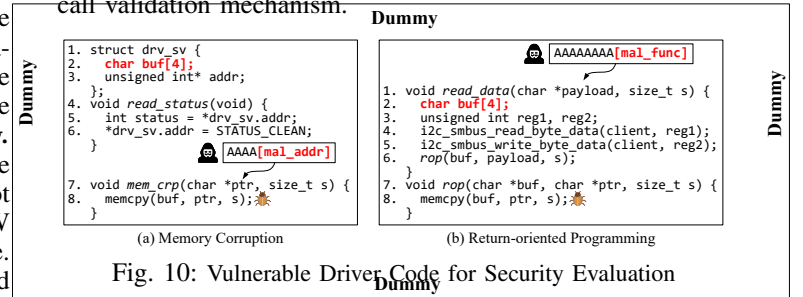 call validation mechanism.
e
-
e
e
y.
e
ot
W
e.
d
Dummy
Dummy
1. struct drv_sv {
2.   char buf[4];
3.   unsigned int* addr;
   };
4. void read_status(void) {
5.   int status = *drv_sv.addr;
6.   *drv_sv.addr = STATUS_CLEAN;
   }
AAAA[mal_addr]
7. void mem_crp(char *ptr, size_t s) {
8.   memcpy(buf, ptr, s);
   }
(a) Memory Corruption
AAAAAAAA[mal_func]
1. void read_data(char *payload, size_t s) {
2.   char buf[4];
3.   unsigned int reg1, reg2;
4.   i2c_smbus_read_byte_data(client, reg1);
5.   i2c_smbus_write_byte_data(client, reg2);
6.   rop(buf, payload, s);
   }
7. void rop(char *buf, char *ptr, size_t s) {
8.   memcpy(buf, ptr, s);
   }
(b) Return-oriented Programming
Dummy
Fig. 10: Vulnerable Driver Code for Security Evaluation
Dummy